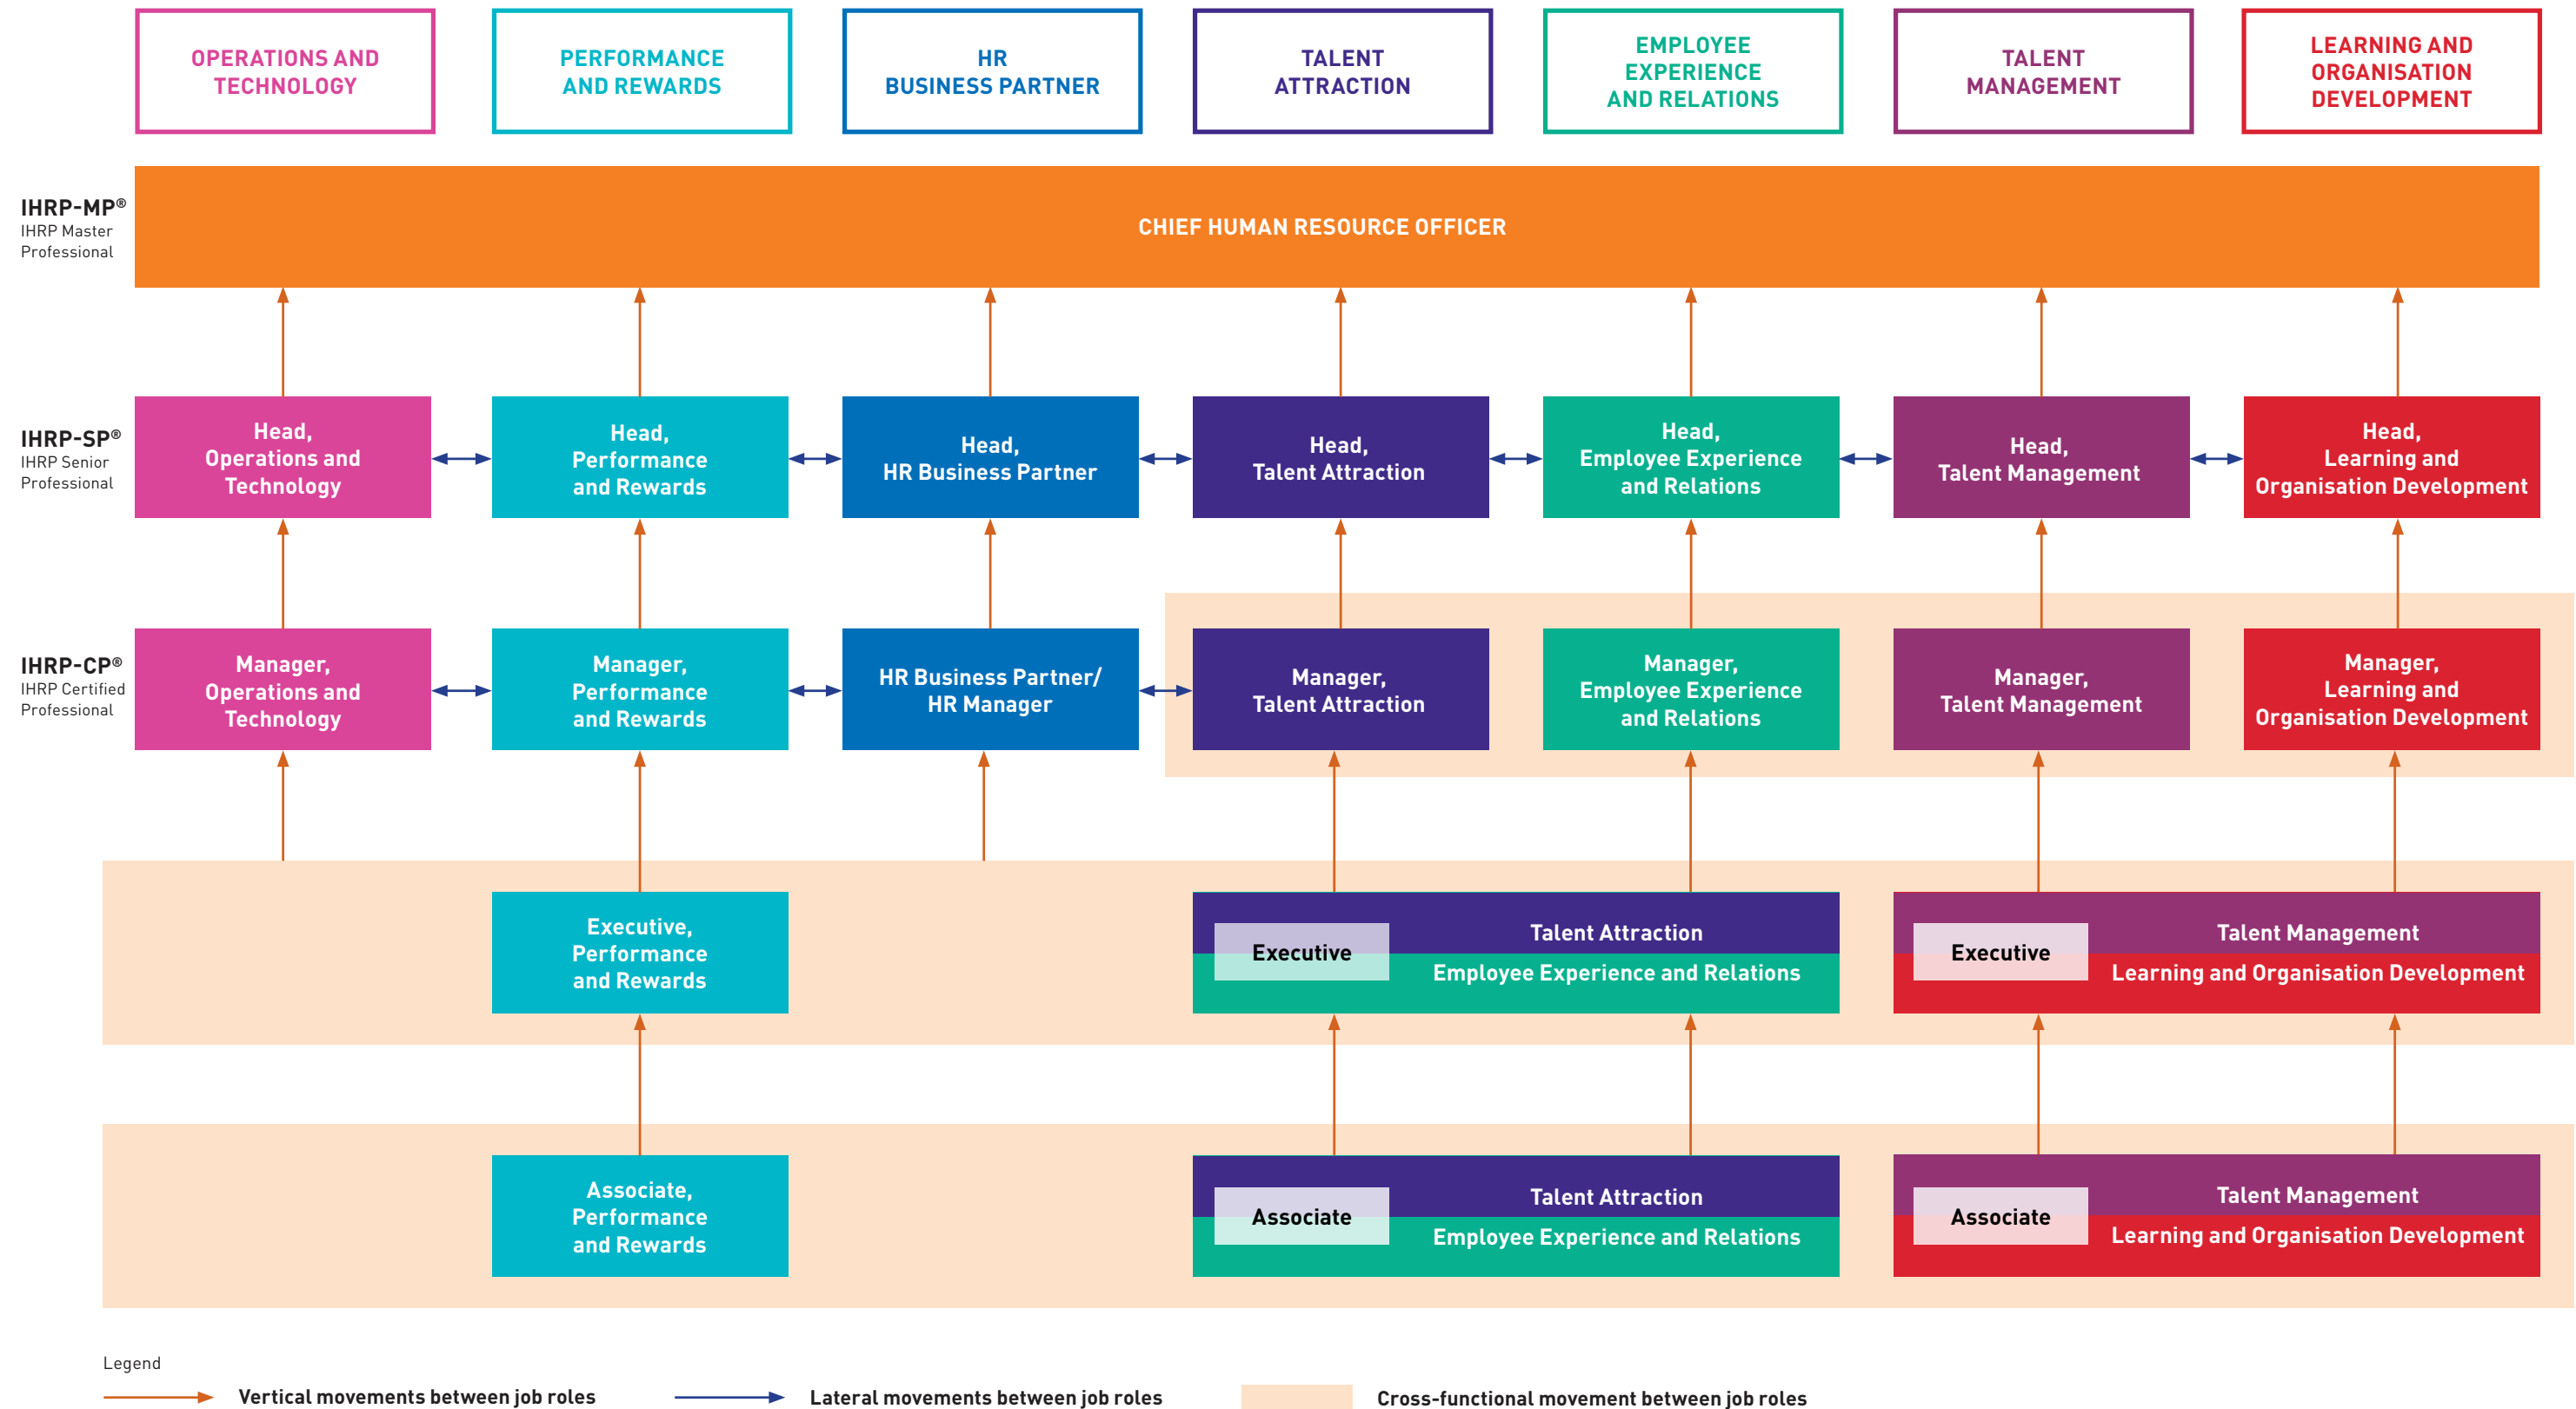 OPERATIONS AND
TECHNOLOGY
PERFORMANCE
AND REWARDS
HR
BUSINESS PARTNER
TALENT
ATTRACTION
EMPLOYEE
EXPERIENCE
AND RELATIONS
TALENT
MANAGEMENT
LEARNING AND
ORGANISATION
DEVELOPMENT
IHRP-MP®
IHRP Master
Professional
CHIEF HUMAN RESOURCE OFFICER
IHRP-SP®
IHRP Senior
Professional
Head,
Operations and
Technology
Head,
Performance
and Rewards
Head,
HR Business Partner
Head,
Talent Attraction
Head,
Employee Experience
and Relations
Head,
Talent Management
Head,
Learning and
Organisation Development
IHRP-CP®
IHRP Certified
Professional
Manager,
Operations and
Technology
Manager,
Performance
and Rewards
HR Business Partner/
HR Manager
Manager,
Talent Attraction
Manager,
Employee Experience
and Relations
Manager,
Talent Management
Manager,
Learning and
Organisation Development
Executive,
Performance
and Rewards
Executive
Talent Attraction
Employee Experience and Relations
Executive
Talent Management
Learning and Organisation Development
Associate,
Performance
and Rewards
Associate
Talent Attraction
Employee Experience and Relations
Associate
Talent Management
Learning and Organisation Development
Legend
Vertical movements between job roles
Lateral movements between job roles
Cross-functional movement between job roles